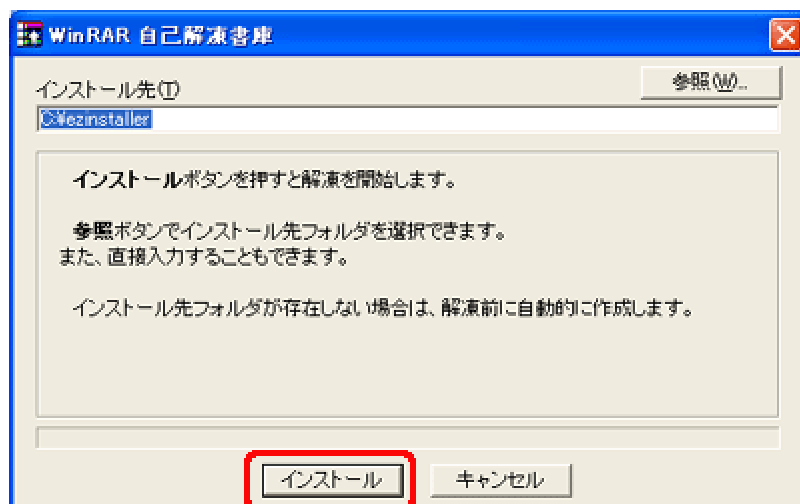 WinRAR 自己解凍書庫
インストール先(T)
参照(W)...
C:¥ezinstaller
インストールボタンを押すと解凍を開始します。
参照ボタンでインストール先フォルダを選択できます。
また、直接入力することもできます。
インストール先フォルダが存在しない場合は、解凍前に自動的に作成します。
インストール
キャンセル